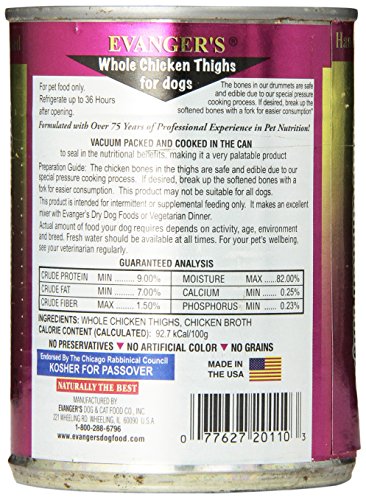 EVANGER'S®
Whole Chicken Thighs
for dogs
For pet food only.
Refrigerate up to 36 Hours
after opening.
The bones in our drummets are safe
and edible due to our special pressure
cooking process. If desired, break up the
softened bones with a fork for easier consumption.
Formulated with Over 75 Years of Professional Experience in Pet Nutrition!
VACUUM PACKED AND COOKED IN THE CAN
to seal in the nutritional benefits, making it a very palatable product
Preparation Guide: The chicken bones in the thighs are safe and edible due to our
special pressure cooking process. If desired, break up the softened bones with a
fork for easier consumption. This product may not be suitable for all dogs.
This product is intended for intermittent or supplemental feeding only. It makes an excellent
mixer with Evanger's Dry Dog Foods or Vegetarian Dinner.
Actual amount of food your dog requires depends on activity, age, environment
and breed. Fresh water should be available at all times. For your pet's wellbeing,
see your veterinarian regularly.
GUARANTEED ANALYSIS
CRUDE PROTEIN MIN ........ 9.00% MOISTURE MAX ......82.00%
CRUDE FAT MIN ........ 7.00% CALCIUM MIN ........ 0.25%
CRUDE FIBER MAX ....... 1.50% PHOSPHORUS MIN ........ 0.23%
INGREDIENTS: WHOLE CHICKEN THIGHS, CHICKEN BROTH
CALORIE CONTENT (CALCULATED): 92.7 kCal/100g
NO PRESERVATIVES • NO ARTIFICIAL COLOR • NO GRAINS
Endorsed By The Chicago Rabbinical Council
KOSHER FOR PASSOVER
MADE IN
THE USA
NATURALLY THE BEST
MANUFACTURED BY
EVANGER'S DOG & CAT FOOD CO., INC.
221 WHEELING RD. WHEELING, IL. 60090 U.S.A
1-800-288-6796
www.evangersdogfood.com
0 77627 20110 3